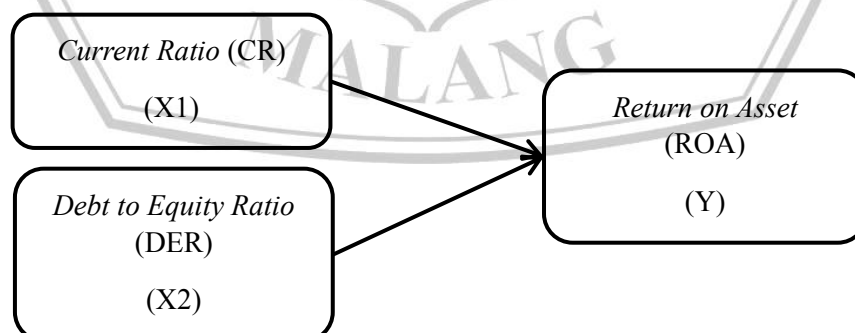 MALANG
Current Ratio (CR)
(X1)
Debt to Equity Ratio
(DER)
(X2)
Return on Asset
(ROA)
(Y)